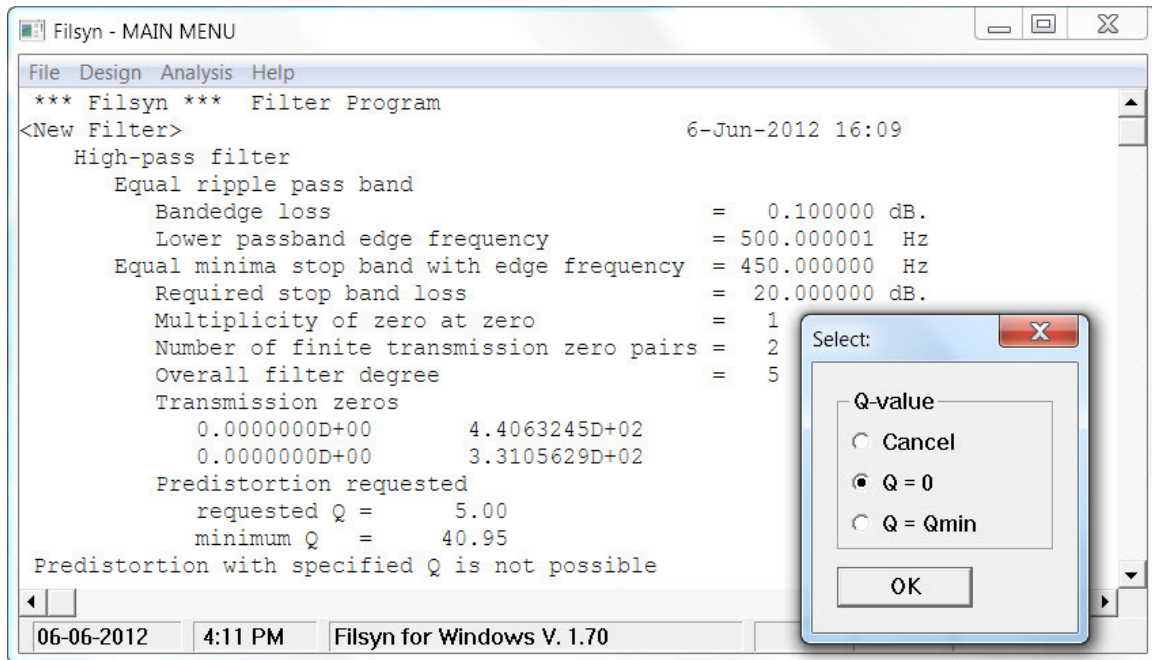 Filsyn - MAIN MENU
File Design Analysis Help
*** Filsyn *** Filter Program
<New Filter> 6-Jun-2012 16:09
High-pass filter
Equal ripple pass band
Bandedge loss = 0.100000 dB.
Lower passband edge frequency = 500.000001 Hz
Equal minima stop band with edge frequency = 450.000000 Hz
Required stop band loss = 20.000000 dB.
Multiplicity of zero at zero = 1
Number of finite transmission zero pairs = 2
Overall filter degree = 5
Transmission zeros
0.0000000D+00 4.4063245D+02
0.0000000D+00 3.3105629D+02
Predistortion requested
requested Q = 5.00
minimum Q = 40.95
Predistortion with specified Q is not possible
Select:
Q-value
Cancel
Q = 0
Q = Qmin
OK
06-06-2012 4:11 PM Filsyn for Windows V. 1.70